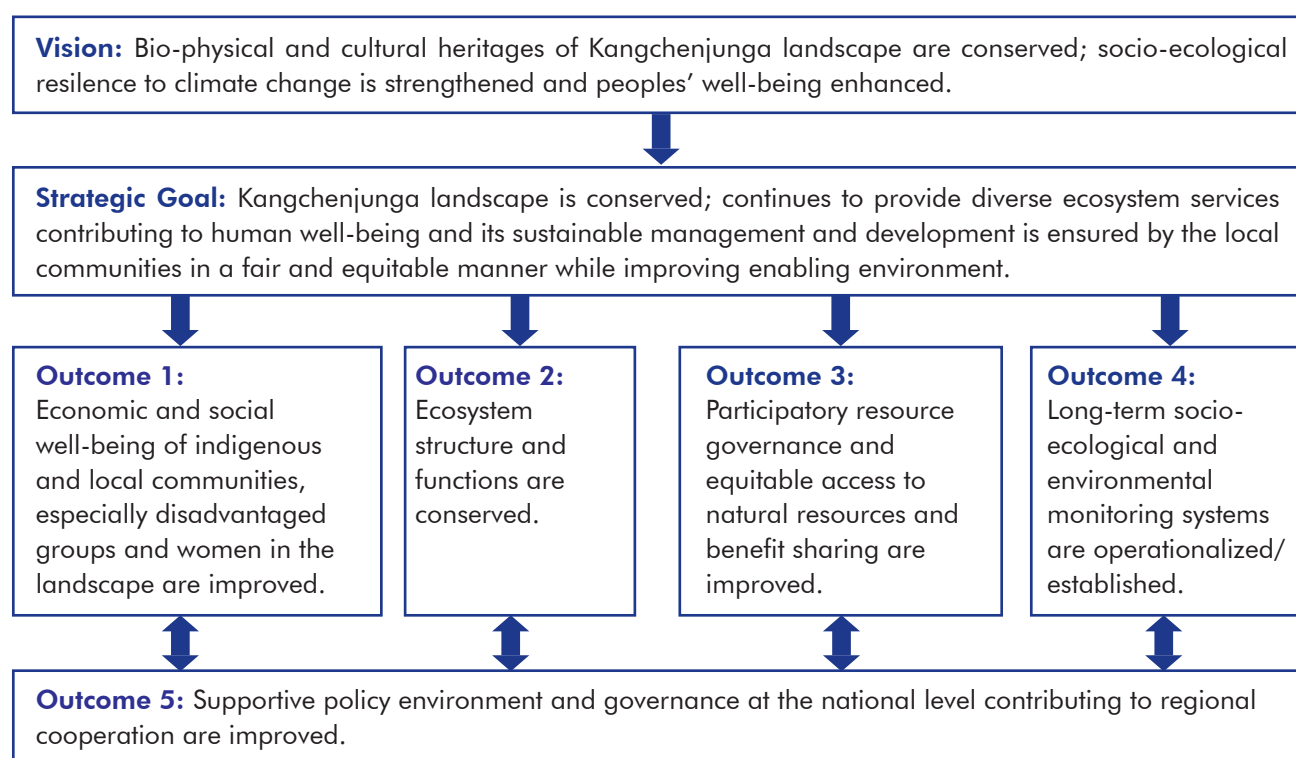 Vision: Bio-physical and cultural heritages of Kangchenjunga landscape are conserved; socio-ecological
resilence to climate change is strengthened and peoples’ well-being enhanced.
Strategic Goal: Kangchenjunga landscape is conserved; continues to provide diverse ecosystem services
contributing to human well-being and its sustainable management and development is ensured by the local
communities in a fair and equitable manner while improving enabling environment.
Outcome 1:
Economic and social
well-being of indigenous
and local communities,
especially disadvantaged
groups and women in the
landscape are improved.
Outcome 2:
Ecosystem
structure and
functions are
conserved.
Outcome 3:
Participatory resource
governance and
equitable access to
natural resources and
benefit sharing are
improved.
Outcome 4:
Long-term socio-
ecological and
environmental
monitoring systems
are operationalized/
established.
Outcome 5: Supportive policy environment and governance at the national level contributing to regional
cooperation are improved.